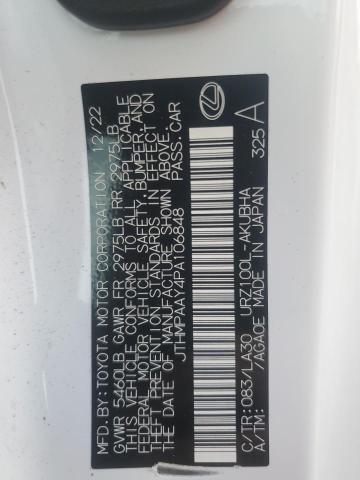 MFD.BY:TOYOTA MOTOR CORPORATION 12/22
GVWR 5460LB GAWR FR 2975LB RR 2975LB
THIS VEHICLE CONFORMS TO ALL APPLICABLE
FEDERAL MOTOR VEHICLE SAFETY, BUMPER, AND
THEFT PREVENTION STANDARDS IN EFFECT ON
THE DATE OF MANUFACTURE SHOWN ABOVE.
JTHMPAAY4PA106848 PASS.CAR
C/TR:083/LA30 URZ100L-AKUBHA 325
A/TM: /AGA0E MADE IN JAPAN A